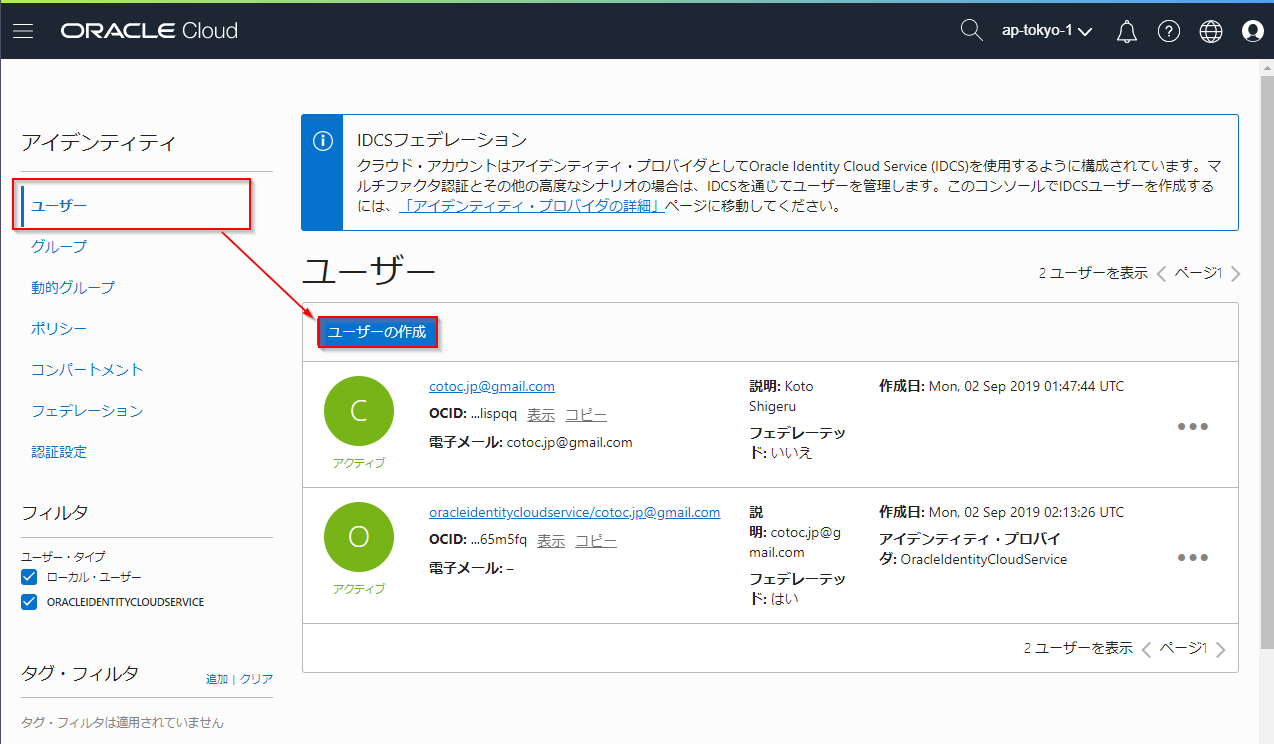 ORACLE Cloud
ap-tokyo-1
アイデンティティ
ユーザー
グループ
動的グループ
ポリシー
コンパートメント
フェデレーション
認証設定
フィルタ
ユーザー・タイプ
ローカル・ユーザー
ORACLEIDENTITYCLOUDSERVICE
タグ・フィルタ
追加 | クリア
タグ・フィルタは適用されていません
IDCSフェデレーション
クラウド・アカウントはアイデンティティ・プロバイダとしてOracle Identity Cloud Service (IDCS)を使用するように構成されています。マ
ルチファクタ認証とその他の高度なシナリオの場合は、IDCSを通じてユーザーを管理します。このコンソールでIDCSユーザーを作成する
には、「アイデンティティ・プロバイダの詳細」ページに移動してください。
ユーザー
2 ユーザーを表示 ページ1
ユーザーの作成
C
アクティブ
cotoc.jp@gmail.com
OCID: ...lispqq 表示 コピー
電子メール: cotoc.jp@gmail.com
説明: Koto
Shigeru
フェデレーテッ
ド: いいえ
作成日: Mon, 02 Sep 2019 01:47:44 UTC
O
アクティブ
oracleidentitycloudservice/cotoc.jp@gmail.com
OCID: ...65m5fq 表示 コピー
電子メール: –
説
明: cotoc.jp@g
mail.com
フェデレーテッ
ド: はい
作成日: Mon, 02 Sep 2019 02:13:26 UTC
アイデンティティ・プロバイ
ダ: OracleIdentityCloudService
2 ユーザーを表示 ページ1